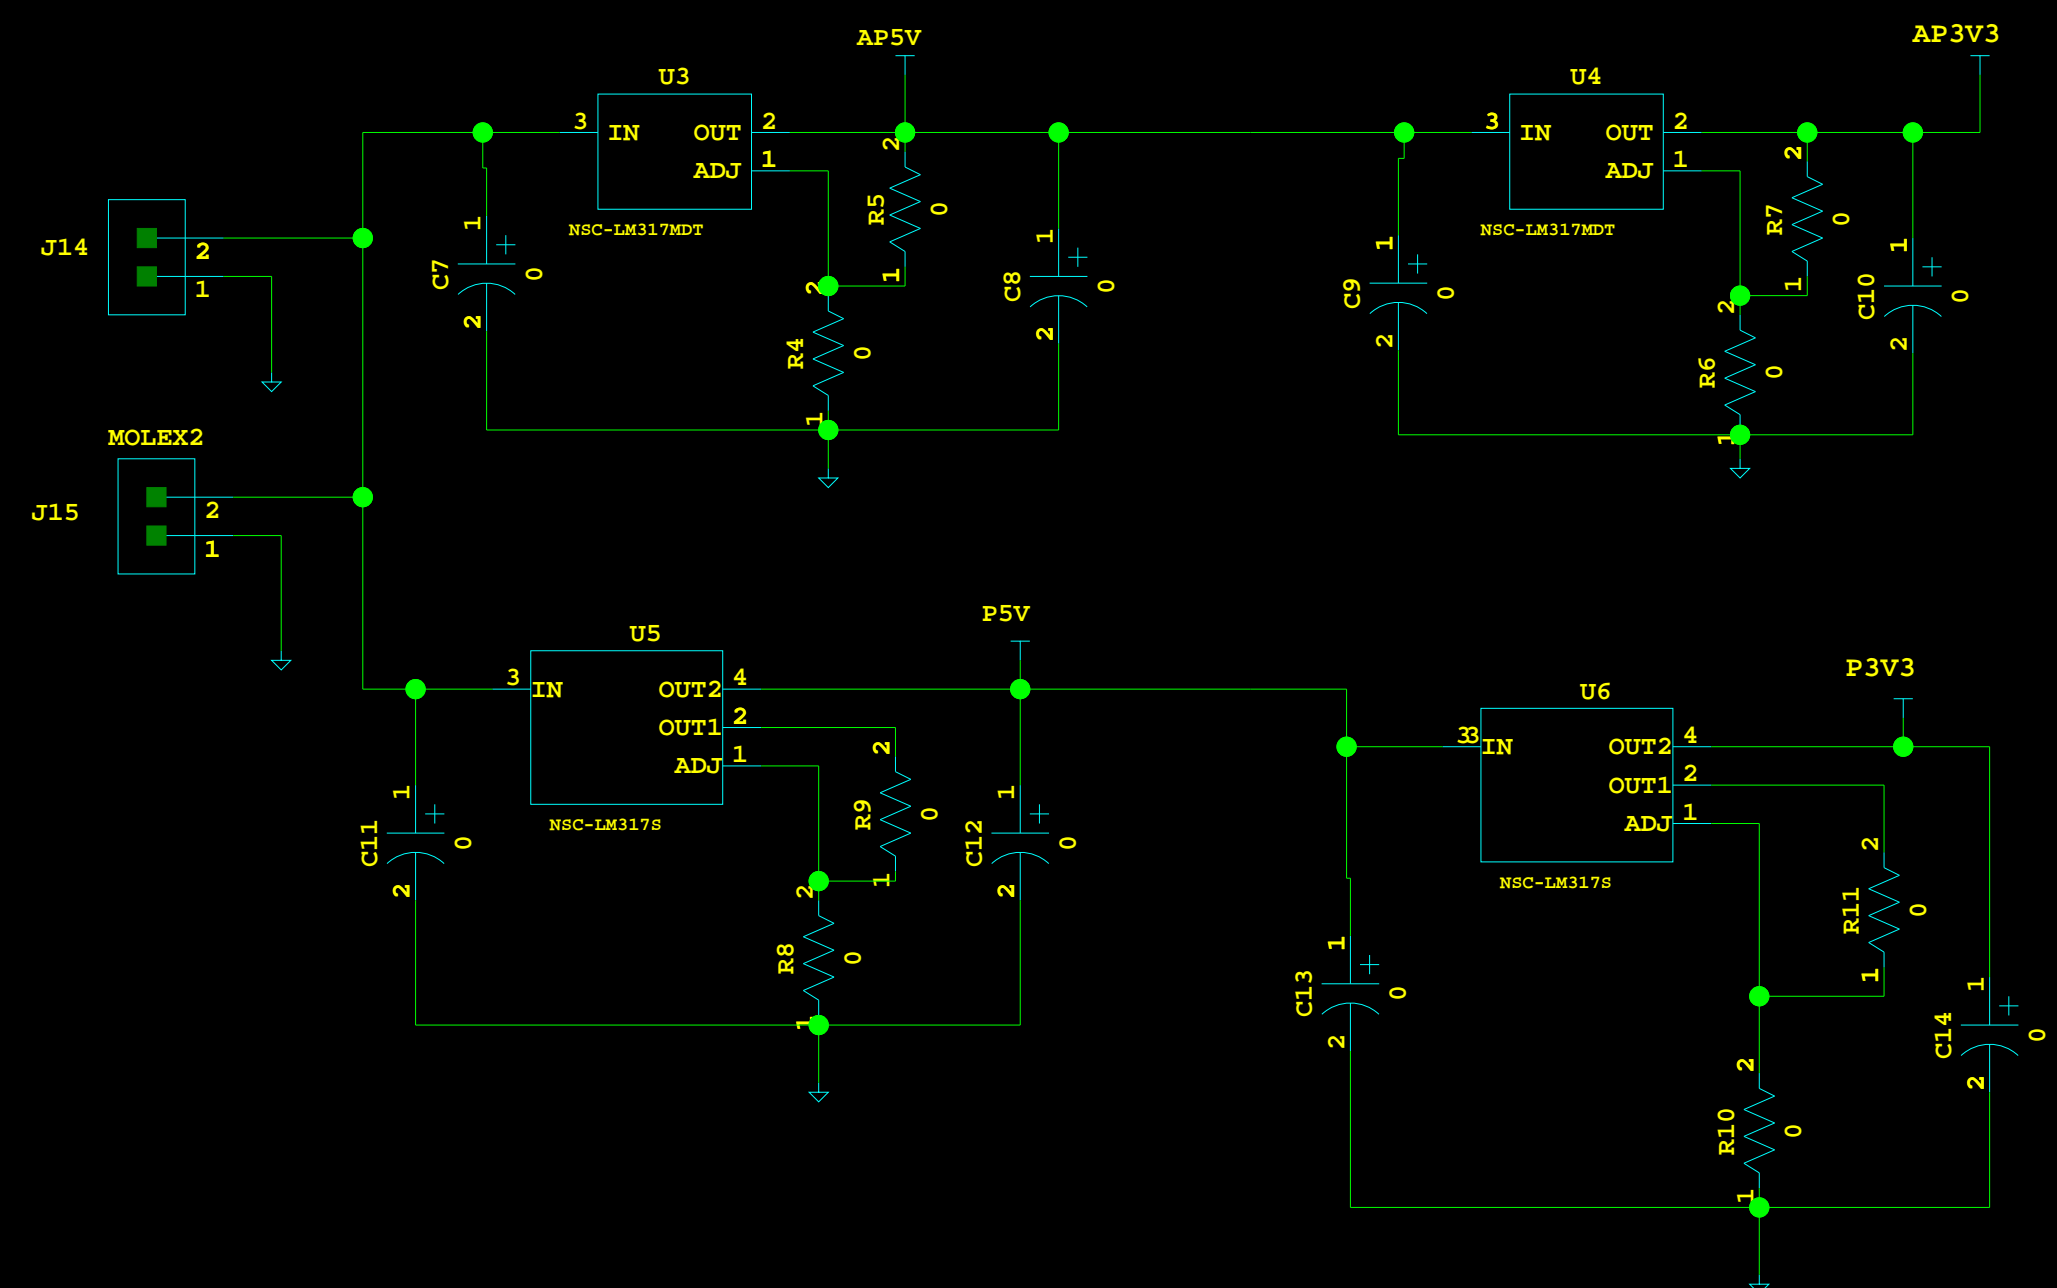 AP5V
AP3V3
U3
U4
3 IN OUT 2
ADJ 1
NSC-LM317MDT
3 IN OUT 2
ADJ 1
NSC-LM317MDT
2
R5
0
1
2
R7
0
1
J14
2
1
1
C7
0
2
2
R4
0
1
1
C8
0
2
1
C9
0
2
2
R6
0
1
1
C10
0
2
MOLEX2
J15
2
1
P5V
U5
3 IN OUT2 4
OUT1 2
ADJ 1
NSC-LM317S
P3V3
U6
33 IN OUT2 4
OUT1 2
ADJ 1
NSC-LM317S
1
C11
0
2
2
R9
0
1
1
C12
0
2
2
R8
0
1
1
C13
0
2
2
R11
0
1
1
C14
0
2
2
R10
0
1